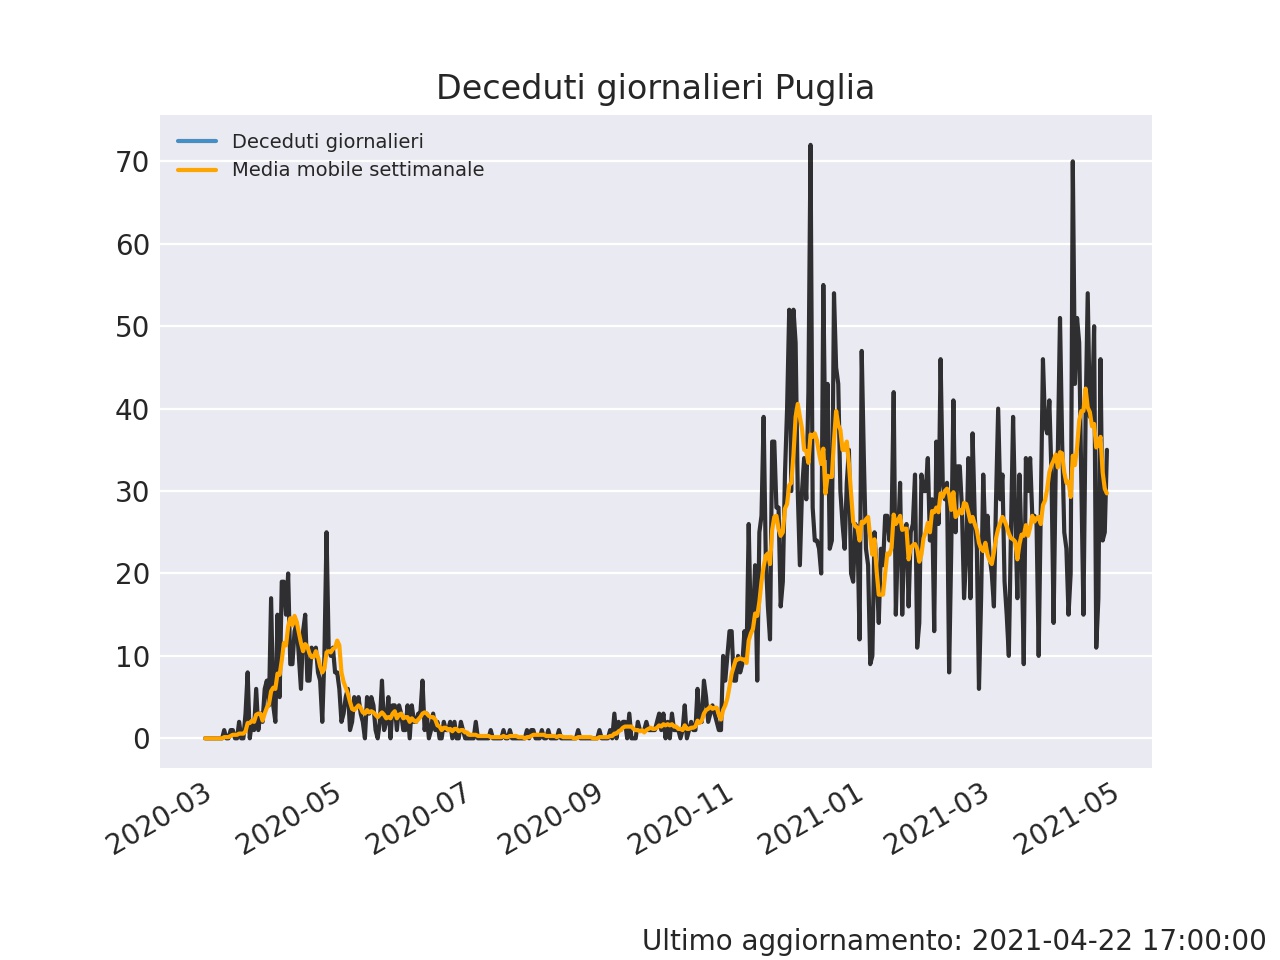 Deceduti giornalieri Puglia
Deceduti giornalieri
Media mobile settimanale
70
60
50
40
30
20
10
0
2020-03 2020-05 2020-07 2020-09 2020-11 2021-01 2021-03 2021-05
Ultimo aggiornamento: 2021-04-22 17:00:00